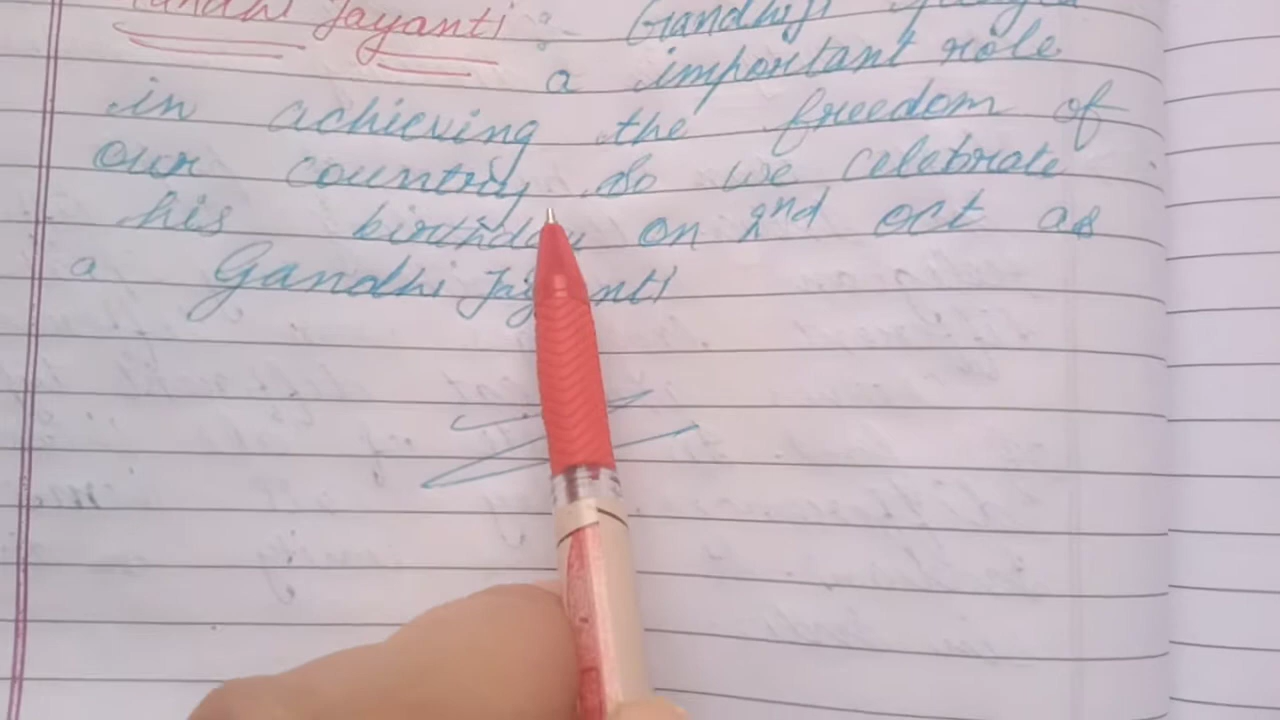 Gandhi Jayanti :- Gandhiji
a important role
in achieving the freedom of
our country so we celebrate
his birthday on 2nd oct as
a Gandhi Jayanti